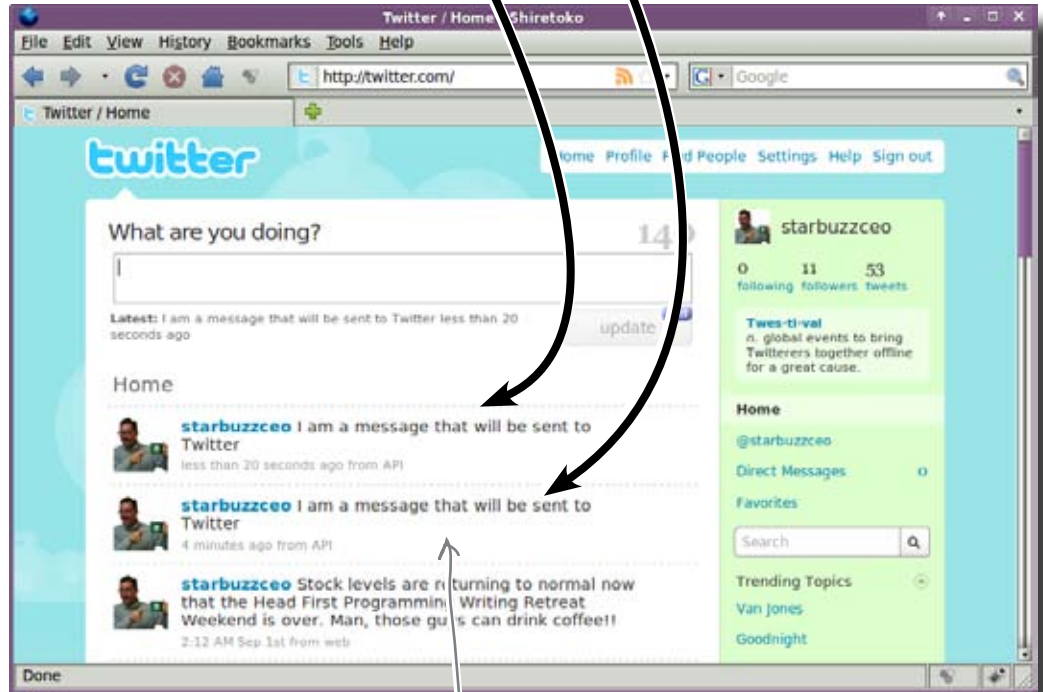 Twitter / Home - Shiretoko
File Edit View History Bookmarks Tools Help
http://twitter.com/
Google
Twitter / Home
twitter
Home Profile Find People Settings Help Sign out
What are you doing?
140
Latest: I am a message that will be sent to Twitter less than 20
seconds ago
update
Home
starbuzzceo I am a message that will be sent to
Twitter
less than 20 seconds ago from API
starbuzzceo I am a message that will be sent to
Twitter
4 minutes ago from API
starbuzzceo Stock levels are returning to normal now
that the Head First Programming Writing Retreat
Weekend is over. Man, those guys can drink coffee!!
2:12 AM Sep 1st from web
starbuzzceo
0 11 53
following followers tweets
Twes-ti-val
n. global events to bring
Twitterers together offline
for a great cause.
Home
@starbuzzceo
Direct Messages 0
Favorites
Search
Trending Topics
Van Jones
Goodnight
Done